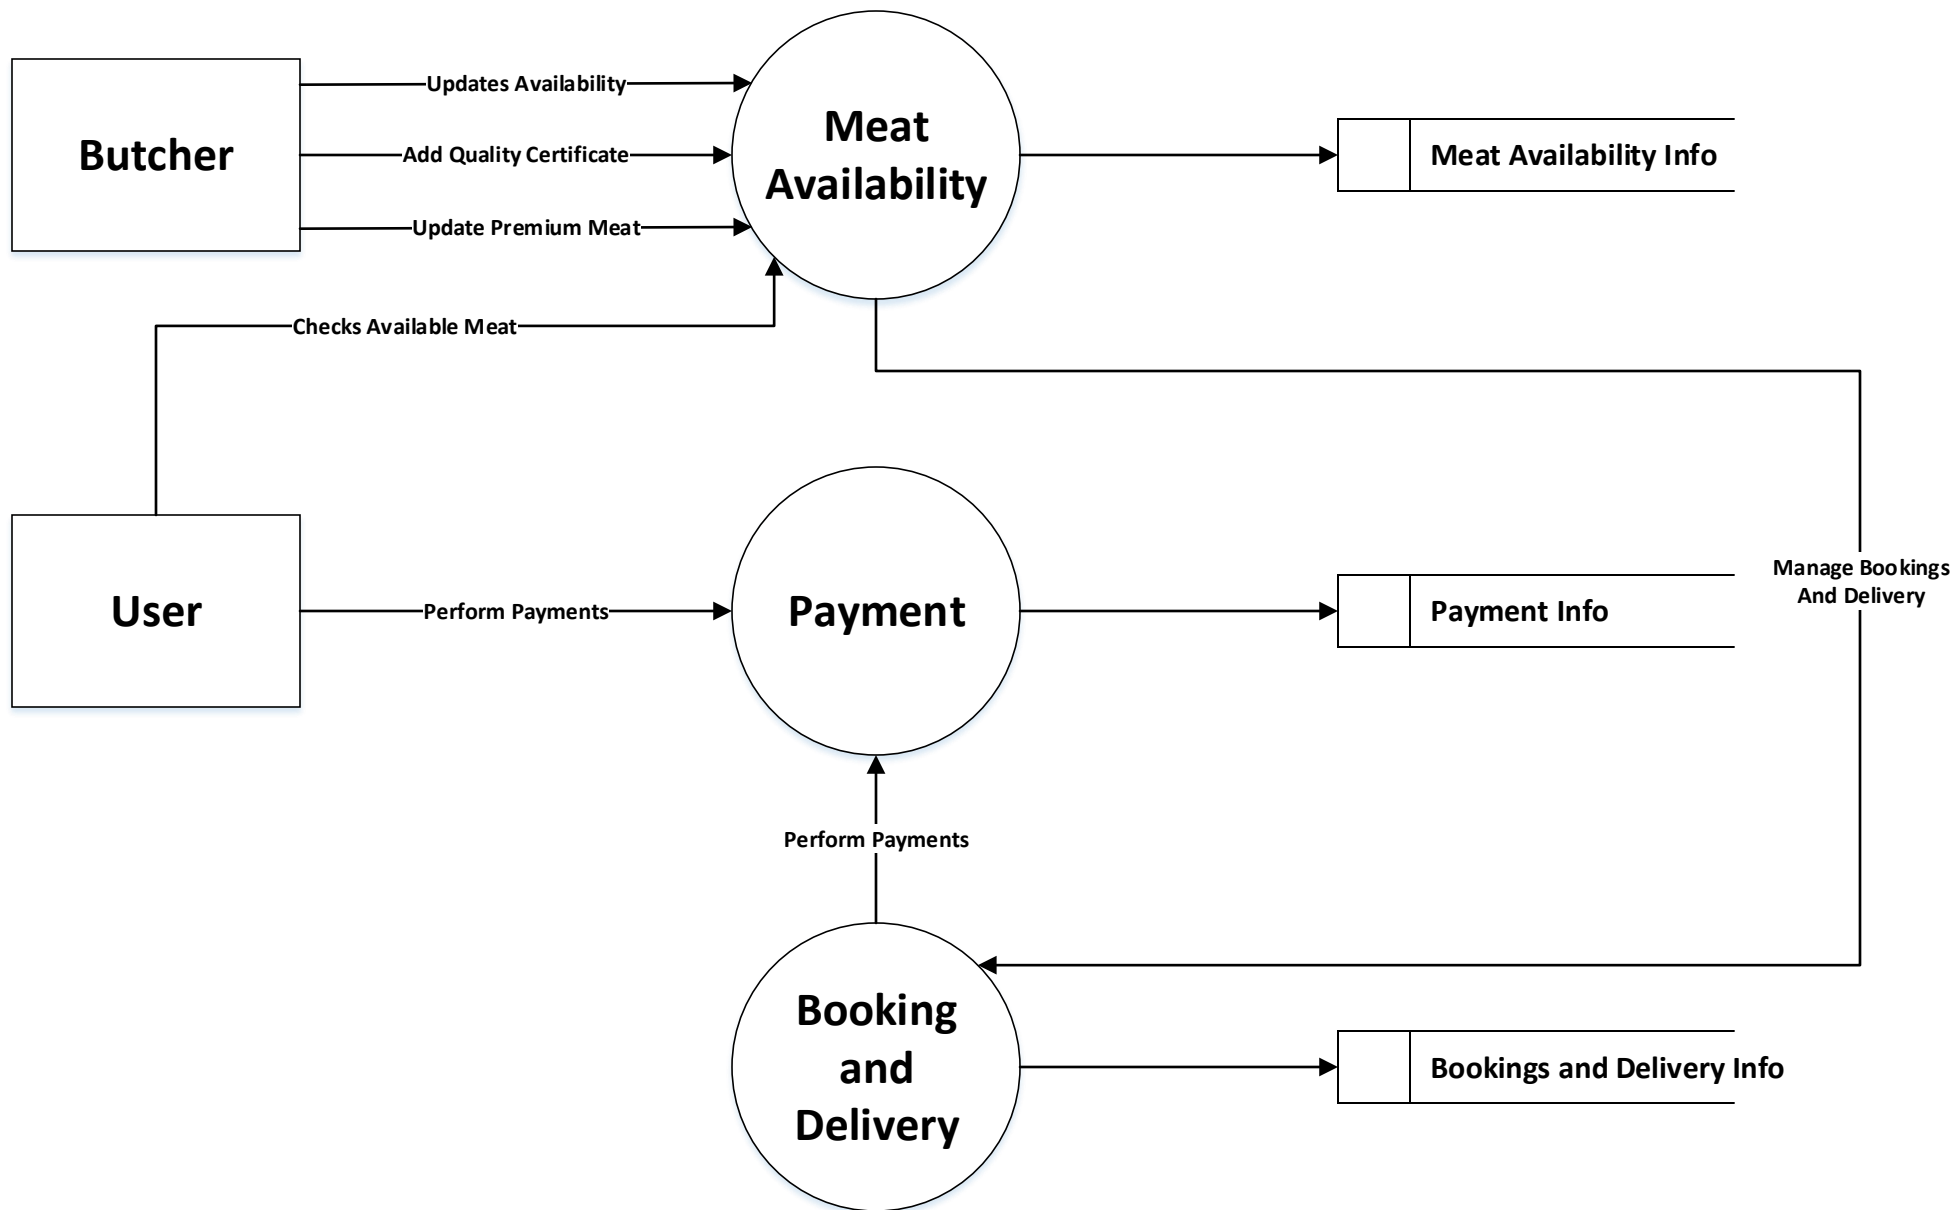 Updates Availability
Butcher
Add Quality Certificate
Meat
Availability
Meat Availability Info
Update Premium Meat
Checks Available Meat
User
Perform Payments
Payment
Payment Info
Manage Bookings
And Delivery
Perform Payments
Booking
and
Delivery
Bookings and Delivery Info